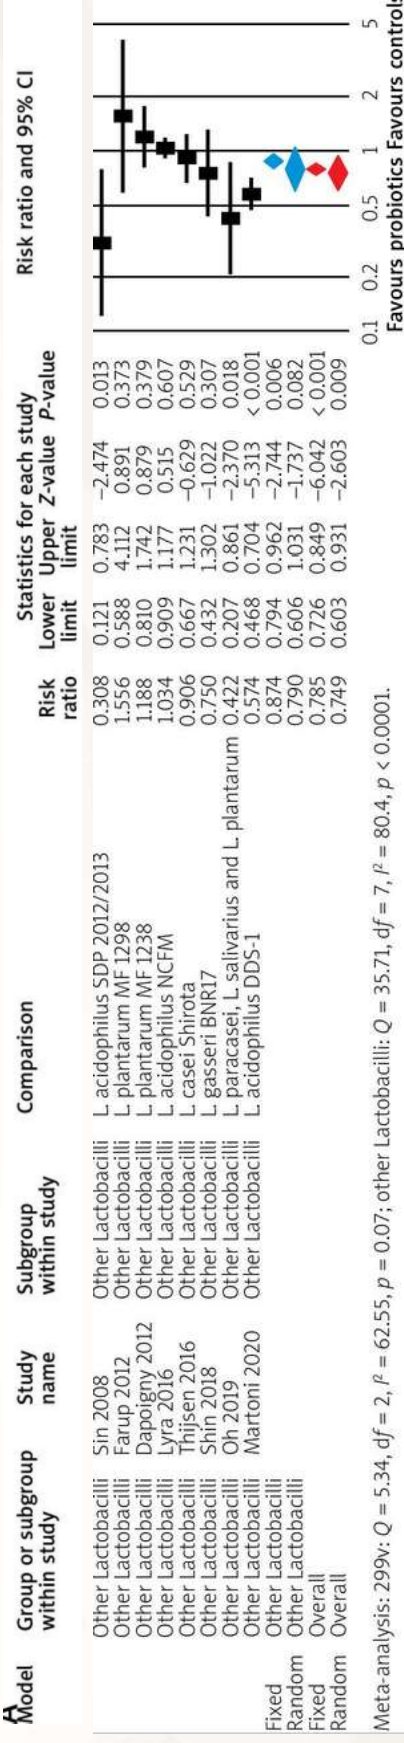 A
Model Group or subgroup within study Study name Subgroup within study Comparison Statistics for each study Risk ratio and 95% CI
Risk ratio Lower limit Upper limit Z-value P-value
Other Lactobacilli Sin 2008 Other Lactobacilli L. acidophilus SDP 2012/2013 0.308 0.121 0.783 −2.474 0.013
Other Lactobacilli Farup 2012 Other Lactobacilli L. plantarum MF 1298 1.556 0.588 4.112 0.891 0.373
Other Lactobacilli Dapoigny 2012 Other Lactobacilli L. plantarum MF 1238 1.188 0.810 1.742 0.879 0.379
Other Lactobacilli Lyra 2016 Other Lactobacilli L. acidophilus NCFM 1.034 0.909 1.177 0.515 0.607
Other Lactobacilli Thijsen 2016 Other Lactobacilli L. casei Shirota 0.906 0.667 1.231 −0.629 0.529
Other Lactobacilli Shin 2018 Other Lactobacilli L. gasseri BNR17 0.750 0.432 1.302 −1.022 0.307
Other Lactobacilli Oh 2019 Other Lactobacilli L. paracasei, L. salivarius and L. plantarum 0.422 0.207 0.861 −2.370 0.018
Other Lactobacilli Martoni 2020 Other Lactobacilli L. acidophilus DDS-1 0.574 0.468 0.704 −5.313 < 0.001
Fixed Other Lactobacilli 0.874 0.794 0.962 −2.744 0.006
Random Other Lactobacilli 0.790 0.606 1.031 −1.737 0.082
Fixed Overall 0.785 0.726 0.849 −6.042 < 0.001
Random Overall 0.749 0.603 0.931 −2.603 0.009
0.1 0.2 0.5 1 2 5
Favours probiotics Favours controls
Meta-analysis: 299v: Q = 5.34, df = 2, I² = 62.55, p = 0.07; other Lactobacilli: Q = 35.71, df = 7, I² = 80.4, p < 0.0001.